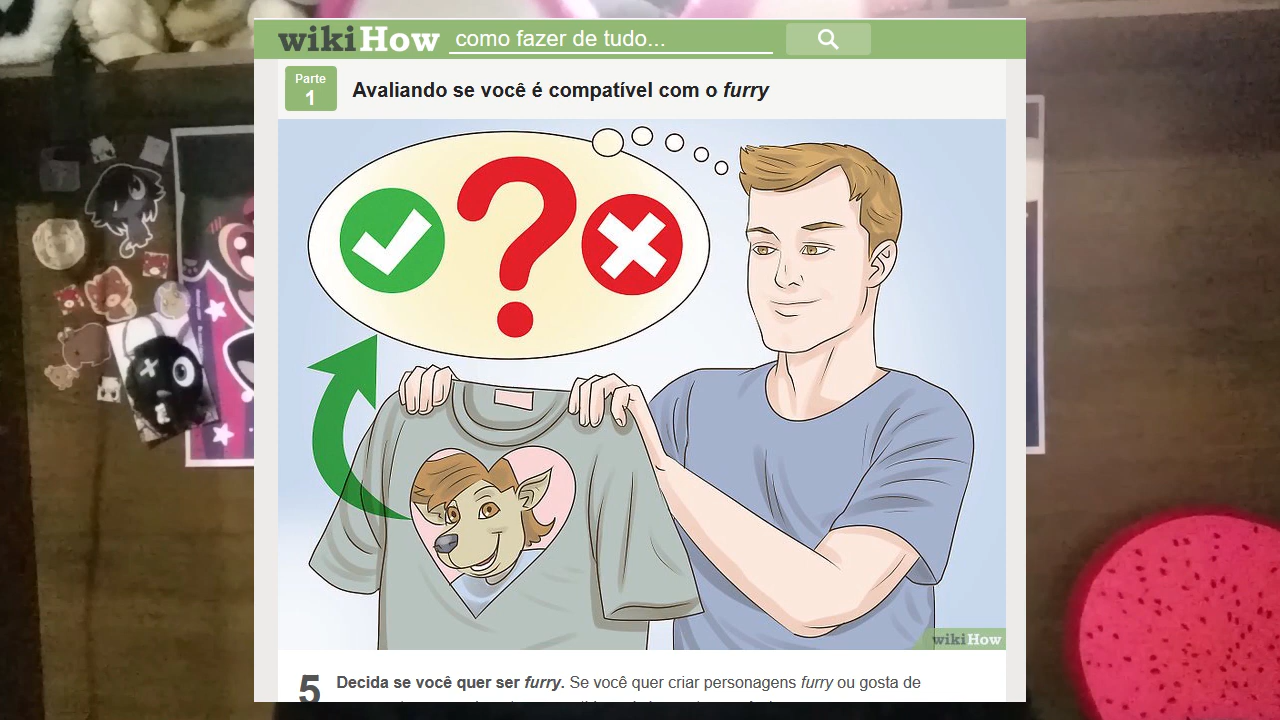 wikiHow como fazer de tudo...
Parte
1
Avaliando se você é compatível com o furry
wikiHow
5 Decida se você quer ser furry. Se você quer criar personagens furry ou gosta de